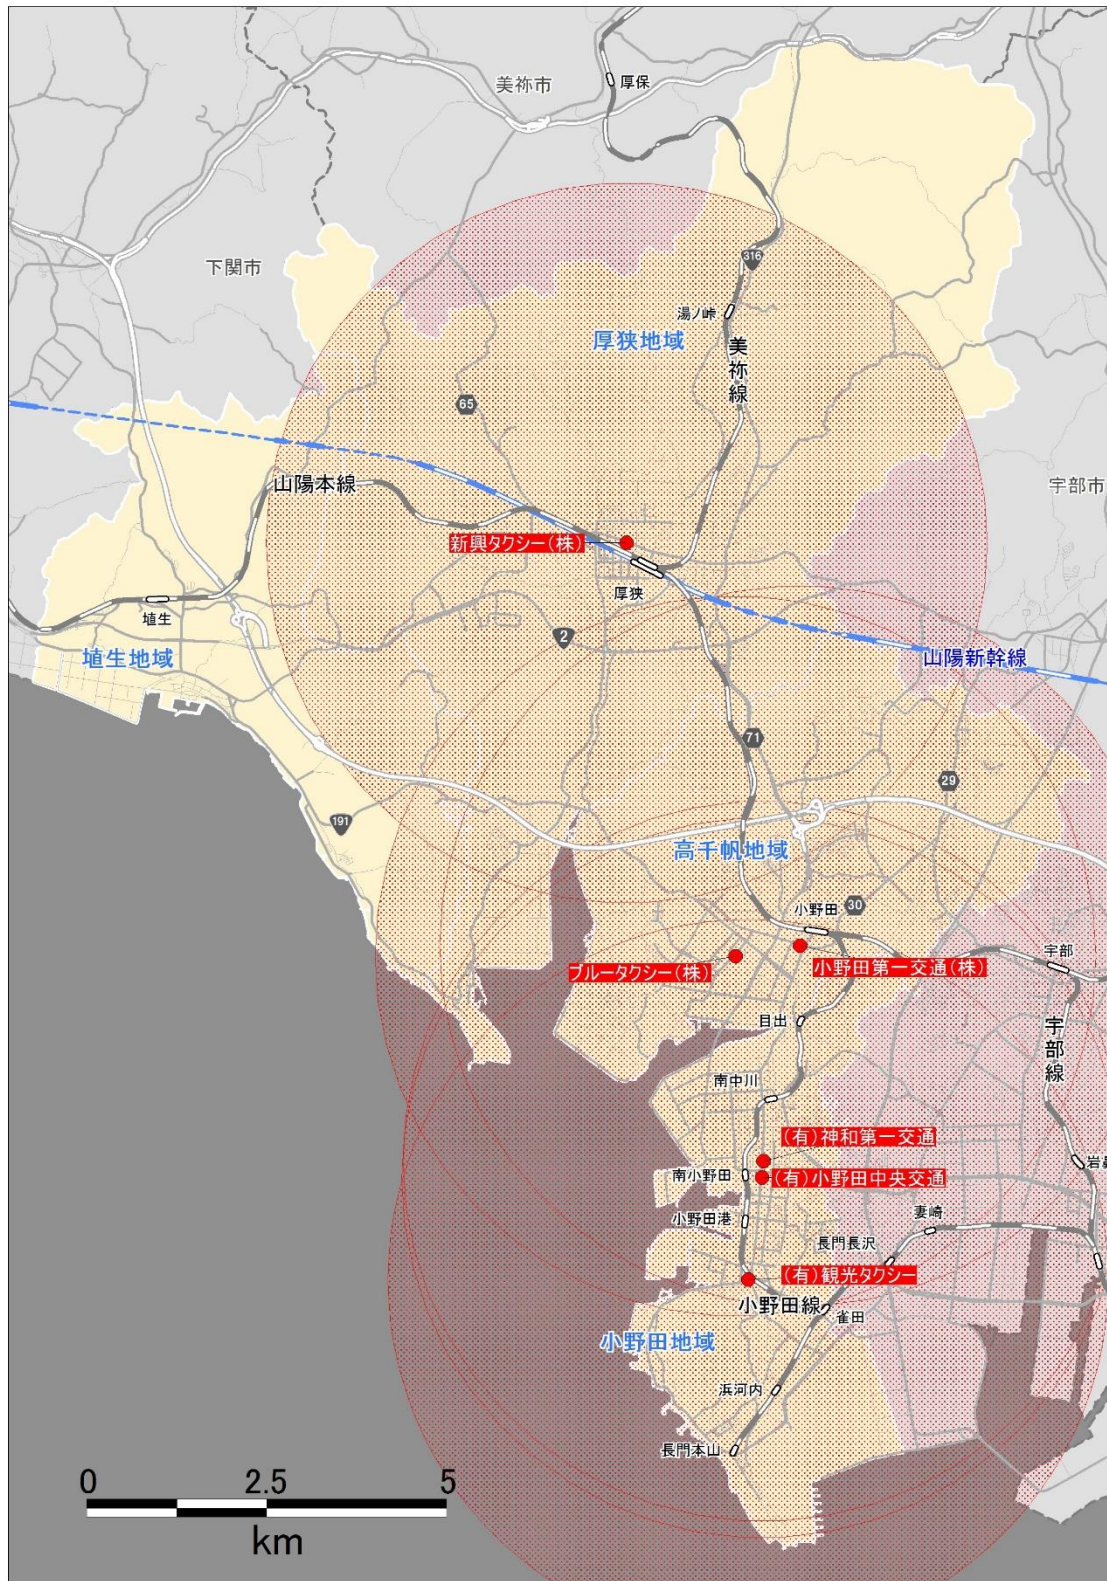 美祢市
厚保
下関市
316
湯ノ峠
厚狭地域
美祢線
65
山陽本線
宇部市
新興タクシー(株)
厚狭
埴生
2
埴生地域
山陽新幹線
71
29
191
高千帆地域
30
小野田
ブルータクシー(株)
小野田第一交通(株)
宇部
目出
宇部線
南中川
(有)神和第一交通
岩鼻
南小野田
(有)小野田中央交通
小野田港
妻崎
長門長沢
(有)観光タクシー
小野田線
雀田
小野田地域
浜河内
長門本山
0 2.5 5
km